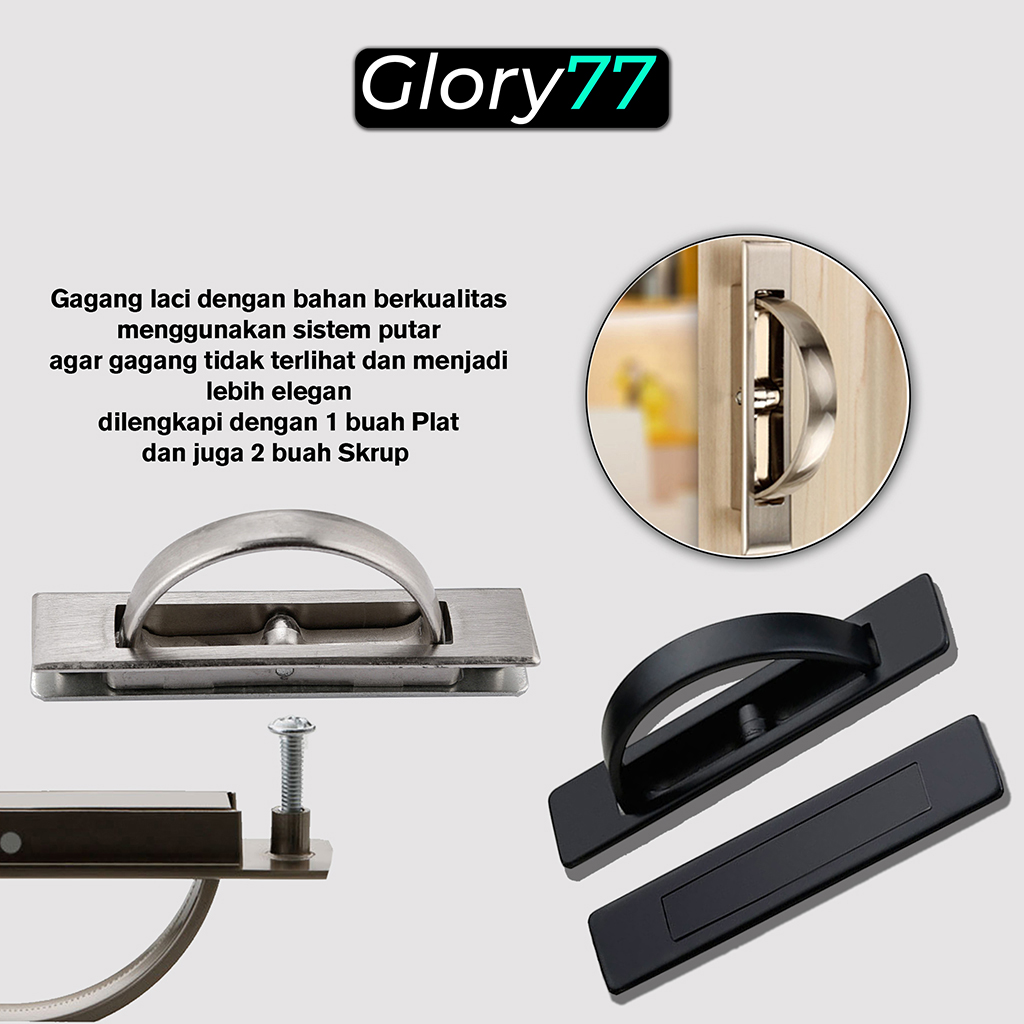 Glory77
Gagang laci dengan bahan berkualitas
menggunakan sistem putar
agar gagang tidak terlihat dan menjadi
lebih elegan
dilengkapi dengan 1 buah Plat
dan juga 2 buah Skrup